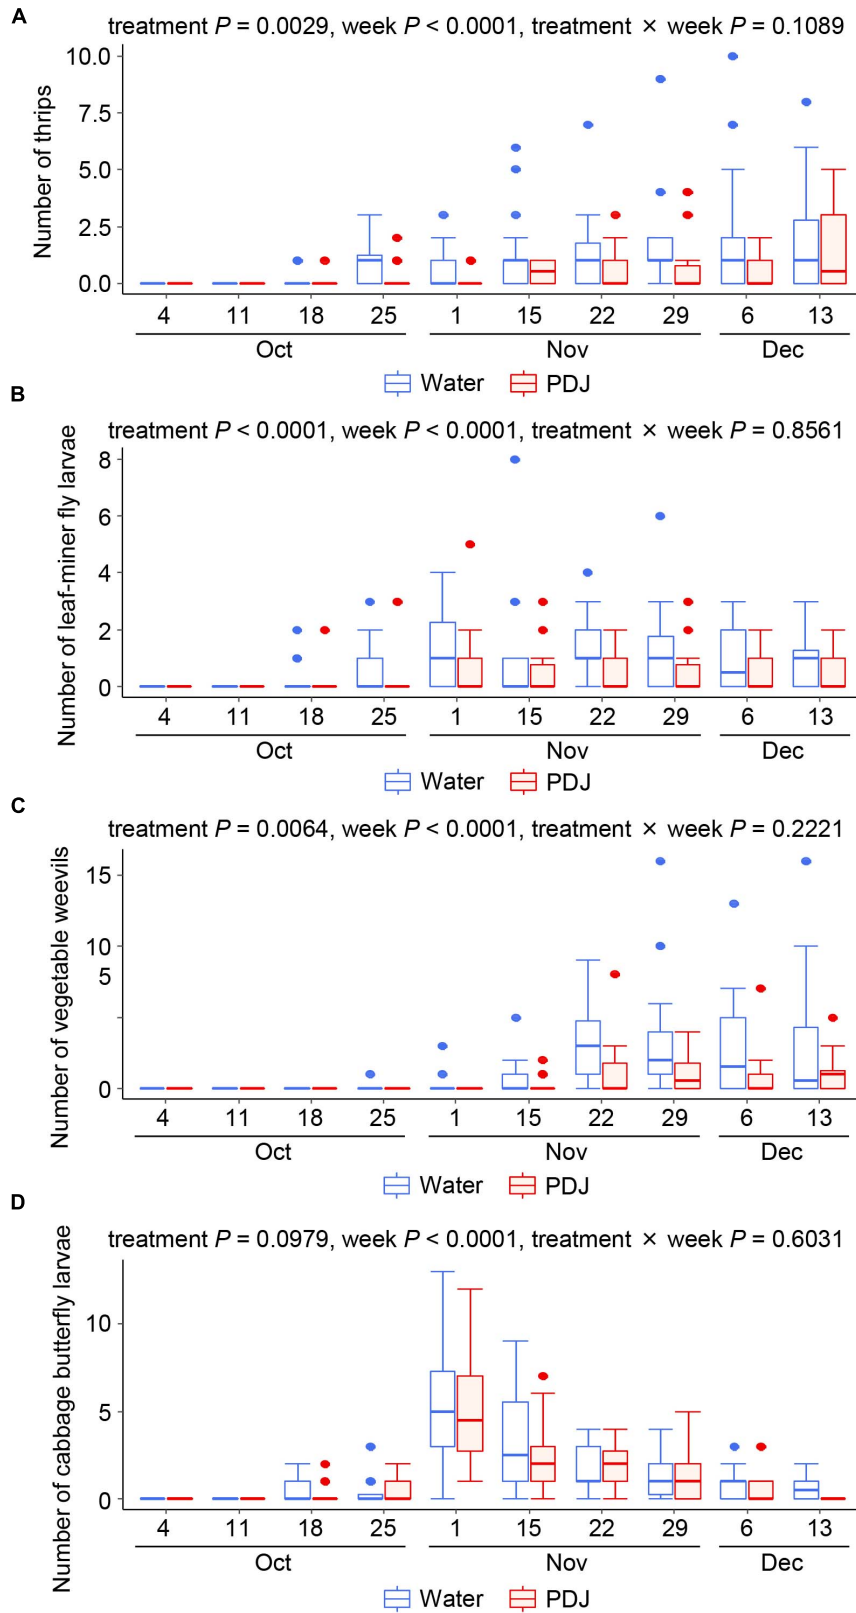 A
treatment P = 0.0029, week P < 0.0001, treatment × week P = 0.1089
Number of thrips
10.0
7.5
5.0
2.5
0.0
4 11 18 25 1 15 22 29 6 13
Oct Nov Dec
Water PDJ
B
treatment P < 0.0001, week P < 0.0001, treatment × week P = 0.8561
Number of leaf-miner fly larvae
8
6
4
2
0
4 11 18 25 1 15 22 29 6 13
Oct Nov Dec
Water PDJ
C
treatment P = 0.0064, week P < 0.0001, treatment × week P = 0.2221
Number of vegetable weevils
15
10
5
0
4 11 18 25 1 15 22 29 6 13
Oct Nov Dec
Water PDJ
D
treatment P = 0.0979, week P < 0.0001, treatment × week P = 0.6031
Number of cabbage butterfly larvae
10
5
0
4 11 18 25 1 15 22 29 6 13
Oct Nov Dec
Water PDJ